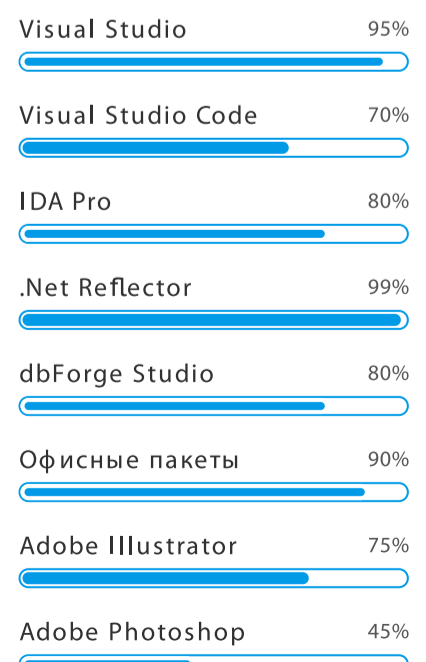 Visual Studio 95%
Visual Studio Code 70%
IDA Pro 80%
.Net Reflector 99%
dbForge Studio 80%
Офисные пакеты 90%
Adobe Illustrator 75%
Adobe Photoshop 45%